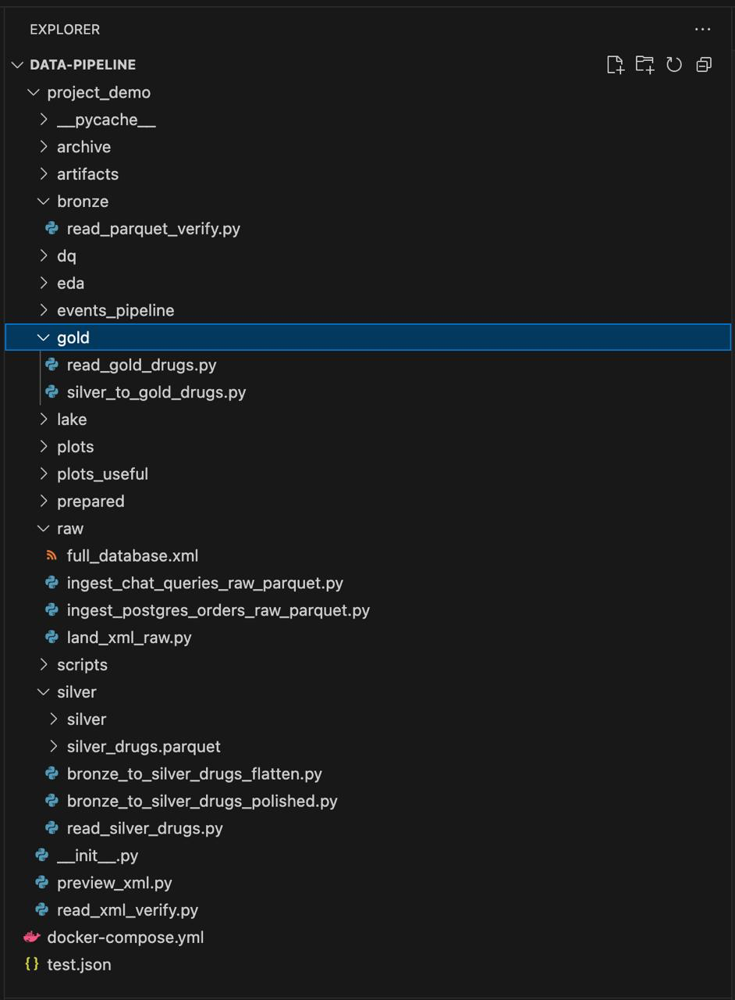 EXPLORER
DATA-PIPELINE
project_demo
__pycache__
archive
artifacts
bronze
read_parquet_verify.py
dq
eda
events_pipeline
gold
read_gold_drugs.py
silver_to_gold_drugs.py
lake
plots
plots_useful
prepared
raw
full_database.xml
ingest_chat_queries_raw_parquet.py
ingest_postgres_orders_raw_parquet.py
land_xml_raw.py
scripts
silver
silver
silver_drugs.parquet
bronze_to_silver_drugs_flatten.py
bronze_to_silver_drugs_polished.py
read_silver_drugs.py
__init__.py
preview_xml.py
read_xml_verify.py
docker-compose.yml
test.json